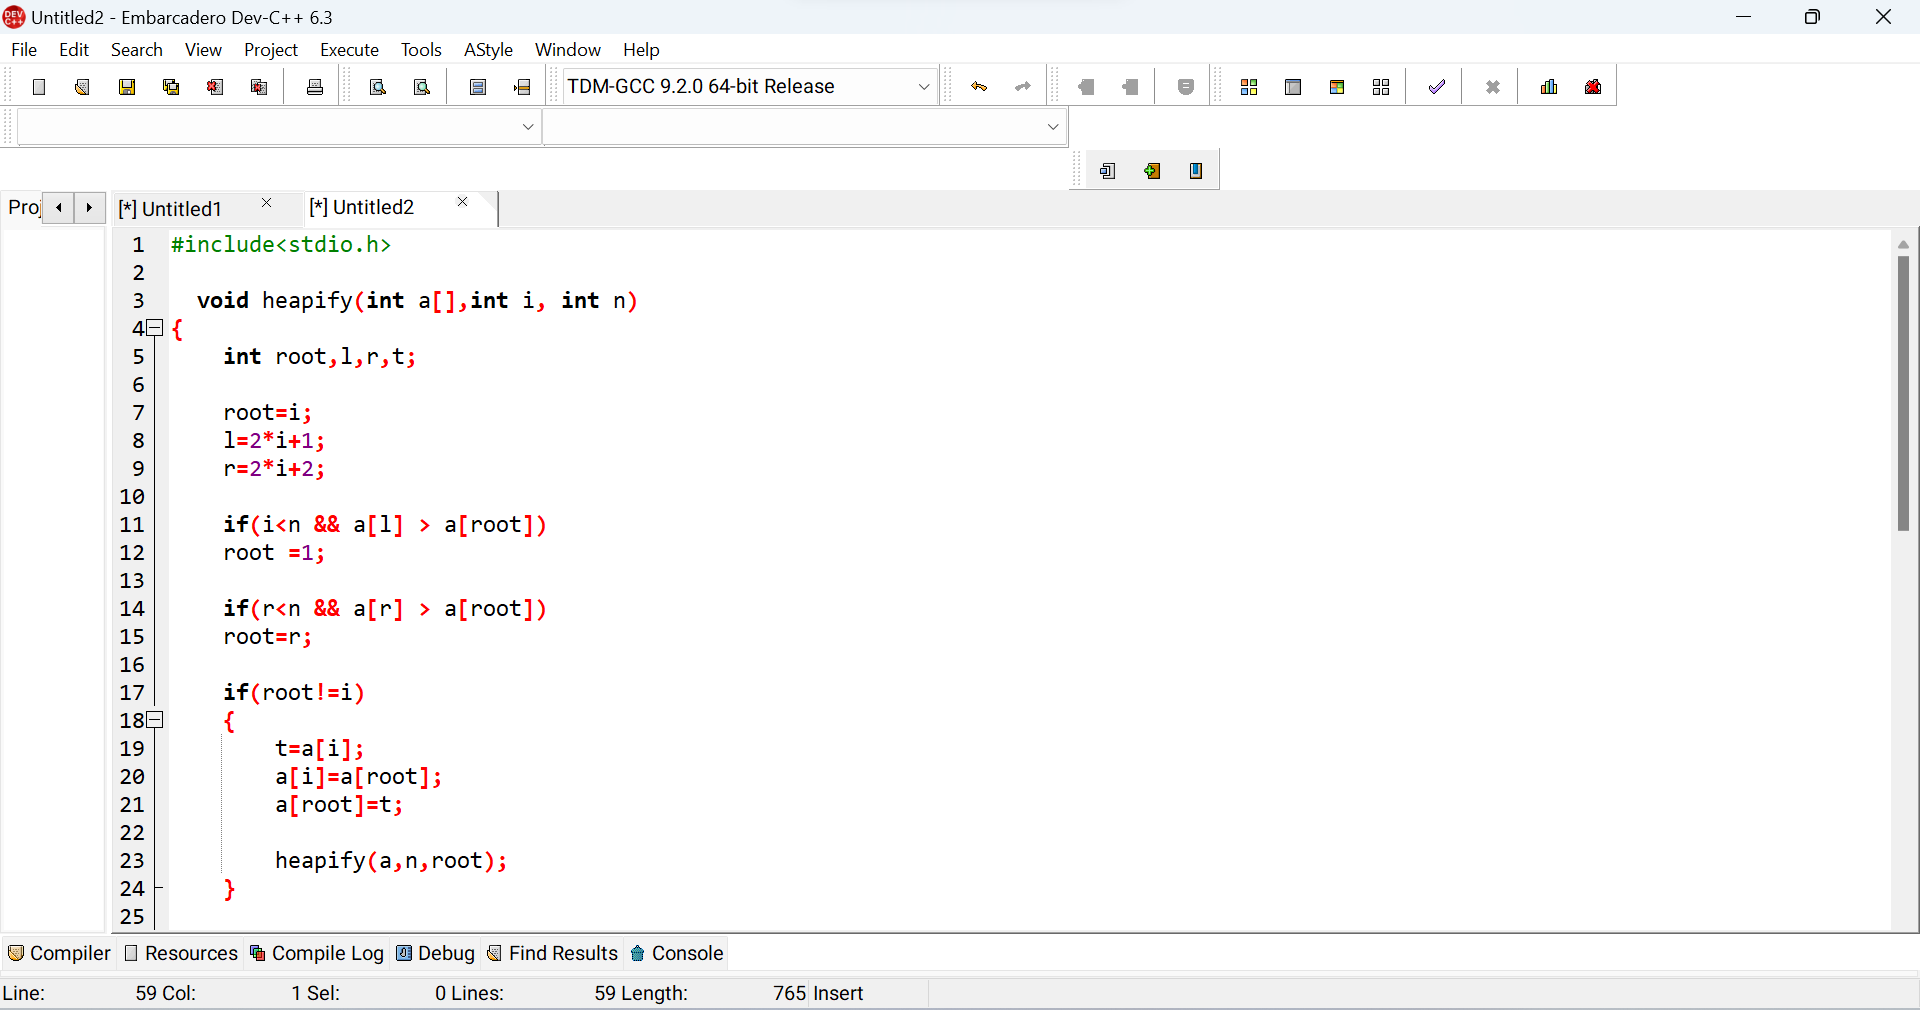 Untitled2 - Embarcadero Dev-C++ 6.3
File Edit Search View Project Execute Tools AStyle Window Help
TDM-GCC 9.2.0 64-bit Release
Proj [*] Untitled1 [*] Untitled2
1 #include<stdio.h>
2
3 void heapify(int a[],int i, int n)
4 {
5 int root,l,r,t;
6
7 root=i;
8 l=2*i+1;
9 r=2*i+2;
10
11 if(i<n && a[l] > a[root])
12 root =1;
13
14 if(r<n && a[r] > a[root])
15 root=r;
16
17 if(root!=i)
18 {
19 t=a[i];
20 a[i]=a[root];
21 a[root]=t;
22
23 heapify(a,n,root);
24 }
25
Compiler Resources Compile Log Debug Find Results Console
Line: 59 Col: 1 Sel: 0 Lines: 59 Length: 765 Insert